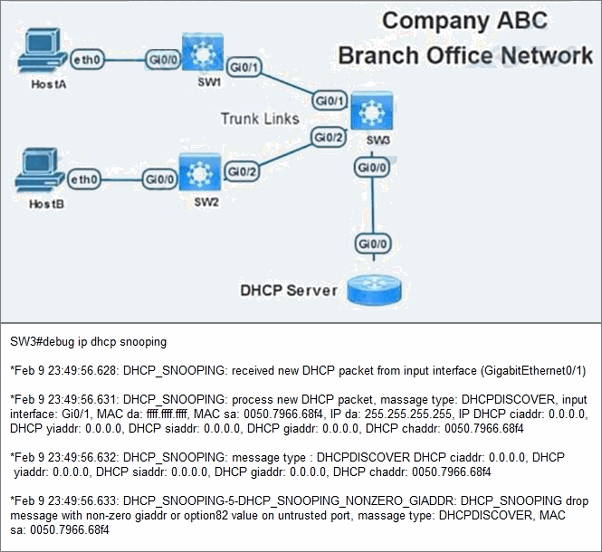 Company ABC
Branch Office Network
HostA
eth0
Gi0/0
SW1
Gi0/1
Trunk Links
Gi0/1
SW3
Gi0/2
Gi0/0
HostB
eth0
Gi0/0
SW2
Gi0/2
Gi0/0
DHCP Server
SW3#debug ip dhcp snooping
*Feb 9 23:49:56.628: DHCP_SNOOPING: received new DHCP packet from input interface (GigabitEthernet0/1)
*Feb 9 23:49:56.631: DHCP_SNOOPING: process new DHCP packet, massage type: DHCPDISCOVER, input
interface: Gi0/1, MAC da: ffff.ffff.ffff, MAC sa: 0050.7966.68f4, IP da: 255.255.255.255, IP DHCP ciaddr: 0.0.0.0,
DHCP yiaddr: 0.0.0.0, DHCP siaddr: 0.0.0.0, DHCP giaddr: 0.0.0.0, DHCP chaddr: 0050.7966.68f4
*Feb 9 23:49:56.632: DHCP_SNOOPING: message type : DHCPDISCOVER DHCP ciaddr: 0.0.0.0, DHCP
yiaddr: 0.0.0.0, DHCP siaddr: 0.0.0.0, DHCP giaddr: 0.0.0.0, DHCP chaddr: 0050.7966.68f4
*Feb 9 23:49:56.633: DHCP_SNOOPING-5-DHCP_SNOOPING_NONZERO_GIADDR: DHCP_SNOOPING drop
message with non-zero giaddr or option82 value on untrusted port, massage type: DHCPDISCOVER, MAC
sa: 0050.7966.68f4